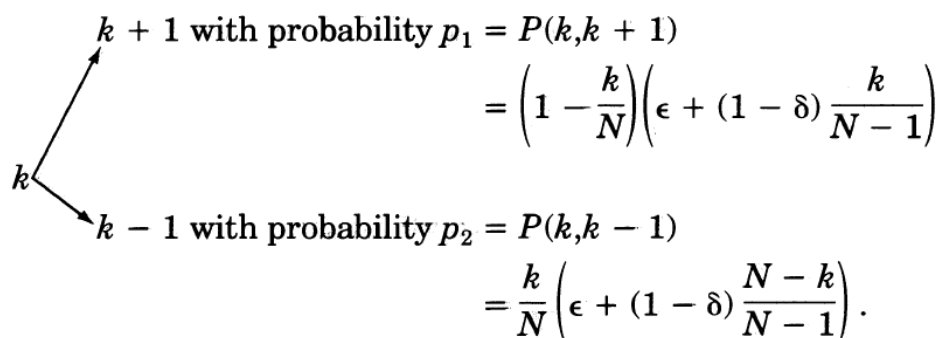 k + 1 with probability p₁ = P(k,k + 1)
= (1 − k/N)(ϵ + (1 − δ) k/(N − 1))
k
k − 1 with probability p₂ = P(k,k − 1)
= k/N (ϵ + (1 − δ) (N − k)/(N − 1)).